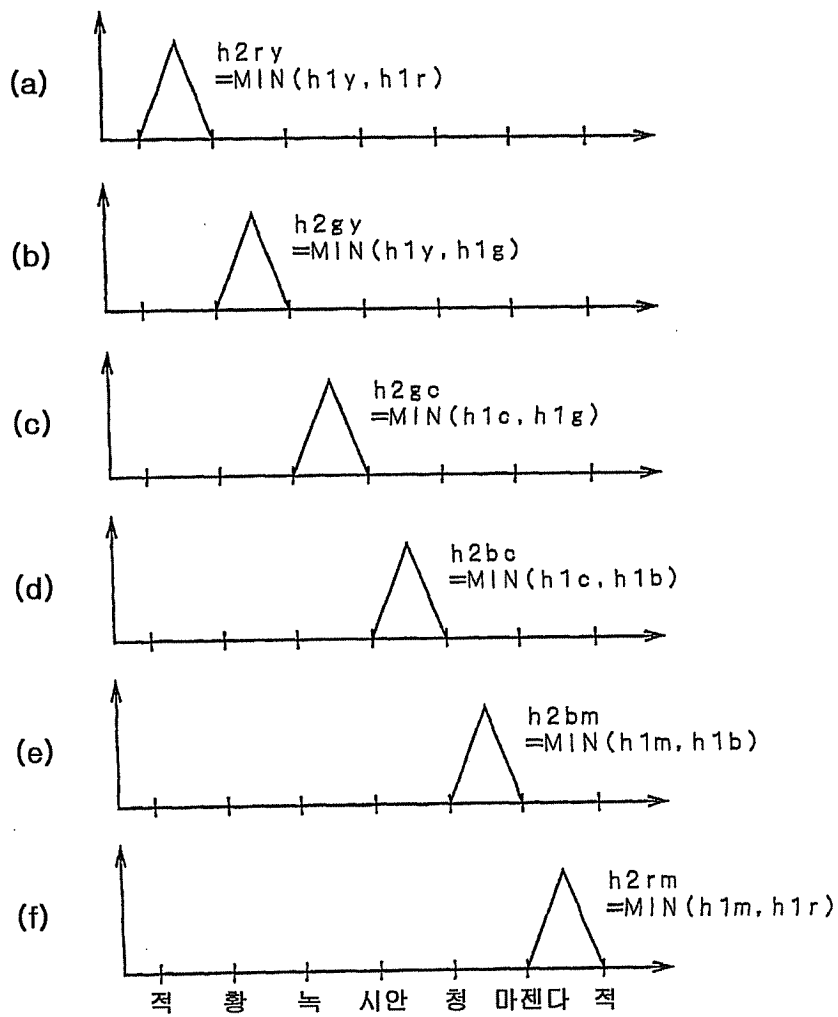 (a)
h2ry
=MIN(h1y,h1r)
(b)
h2gy
=MIN(h1y,h1g)
(c)
h2gc
=MIN(h1c,h1g)
(d)
h2bc
=MIN(h1c,h1b)
(e)
h2bm
=MIN(h1m,h1b)
(f)
h2rm
=MIN(h1m,h1r)
적 황 녹 시안 청 마젠다 적